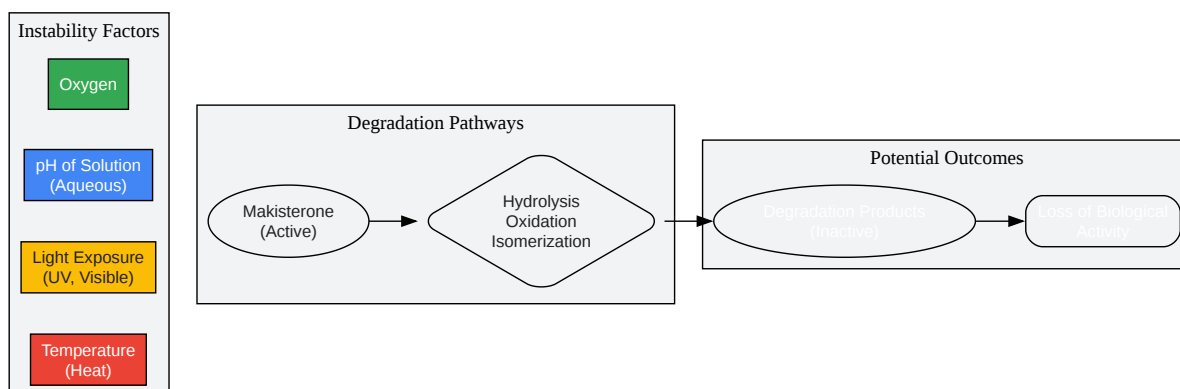 Instability Factors
Oxygen
pH of Solution
(Aqueous)
Light Exposure
(UV, Visible)
Temperature
(Heat)
Degradation Pathways
Makisterone
(Active)
Hydrolysis
Oxidation
Isomerization
Potential Outcomes
Degradation Products
(Inactive)
Loss of Biological
Activity